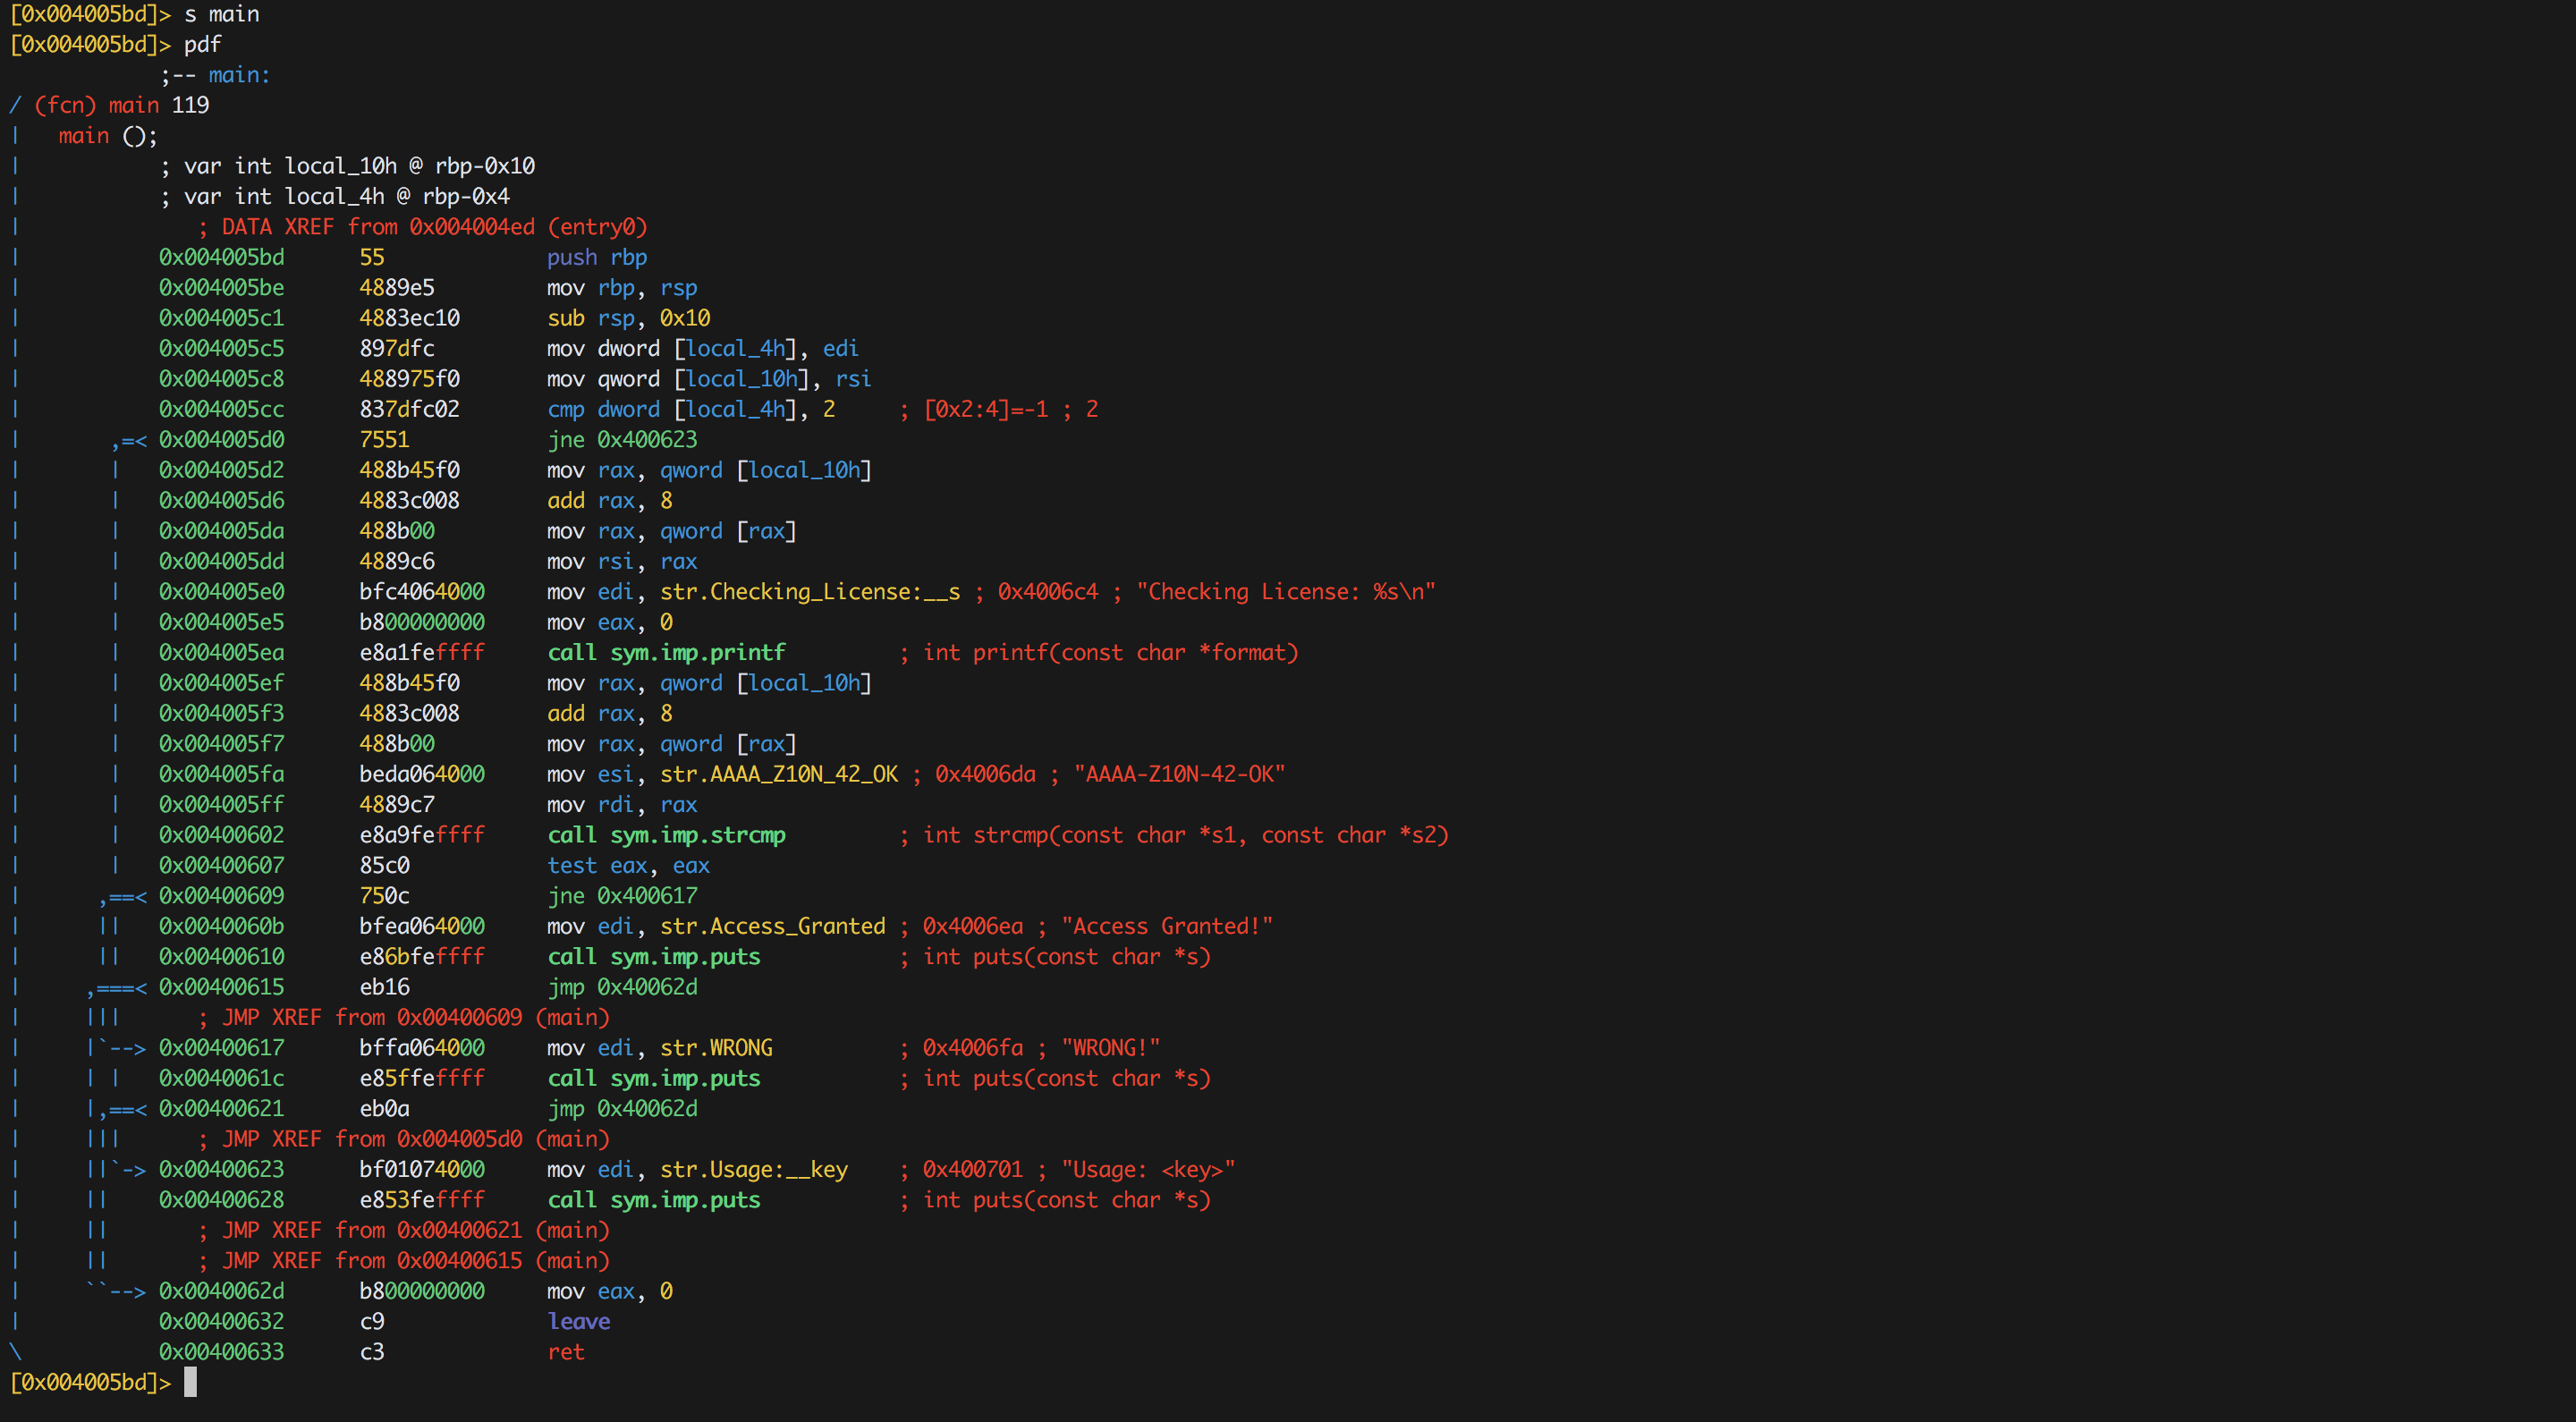 [0x004005bd]> s main
[0x004005bd]> pdf
            ;-- main:
/ (fcn) main 119
|   main ();
|           ; var int local_10h @ rbp-0x10
|           ; var int local_4h @ rbp-0x4
|              ; DATA XREF from 0x004004ed (entry0)
|           0x004005bd      55             push rbp
|           0x004005be      4889e5         mov rbp, rsp
|           0x004005c1      4883ec10       sub rsp, 0x10
|           0x004005c5      897dfc         mov dword [local_4h], edi
|           0x004005c8      488975f0       mov qword [local_10h], rsi
|           0x004005cc      837dfc02       cmp dword [local_4h], 2     ; [0x2:4]=-1 ; 2
|       ,=< 0x004005d0      7551           jne 0x400623
|       |   0x004005d2      488b45f0       mov rax, qword [local_10h]
|       |   0x004005d6      4883c008       add rax, 8
|       |   0x004005da      488b00         mov rax, qword [rax]
|       |   0x004005dd      4889c6         mov rsi, rax
|       |   0x004005e0      bfc4064000     mov edi, str.Checking_License:__s ; 0x4006c4 ; "Checking License: %s\n"
|       |   0x004005e5      b800000000     mov eax, 0
|       |   0x004005ea      e8a1feffff     call sym.imp.printf         ; int printf(const char *format)
|       |   0x004005ef      488b45f0       mov rax, qword [local_10h]
|       |   0x004005f3      4883c008       add rax, 8
|       |   0x004005f7      488b00         mov rax, qword [rax]
|       |   0x004005fa      beda064000     mov esi, str.AAAA_Z10N_42_OK ; 0x4006da ; "AAAA-Z10N-42-OK"
|       |   0x004005ff      4889c7         mov rdi, rax
|       |   0x00400602      e8a9feffff     call sym.imp.strcmp         ; int strcmp(const char *s1, const char *s2)
|       |   0x00400607      85c0           test eax, eax
|      ,==< 0x00400609      750c           jne 0x400617
|      ||   0x0040060b      bfea064000     mov edi, str.Access_Granted ; 0x4006ea ; "Access Granted!"
|      ||   0x00400610      e86bfeffff     call sym.imp.puts           ; int puts(const char *s)
|     ,===< 0x00400615      eb16           jmp 0x40062d
|     |||      ; JMP XREF from 0x00400609 (main)
|     |`--> 0x00400617      bffa064000     mov edi, str.WRONG          ; 0x4006fa ; "WRONG!"
|     | |   0x0040061c      e85ffeffff     call sym.imp.puts           ; int puts(const char *s)
|     |,==< 0x00400621      eb0a           jmp 0x40062d
|     |||      ; JMP XREF from 0x004005d0 (main)
|     ||`-> 0x00400623      bf01074000     mov edi, str.Usage:__key    ; 0x400701 ; "Usage: <key>"
|     ||    0x00400628      e853feffff     call sym.imp.puts           ; int puts(const char *s)
|     ||       ; JMP XREF from 0x00400621 (main)
|     ||       ; JMP XREF from 0x00400615 (main)
|     ``--> 0x0040062d      b800000000     mov eax, 0
|           0x00400632      c9             leave
\           0x00400633      c3             ret
[0x004005bd]>